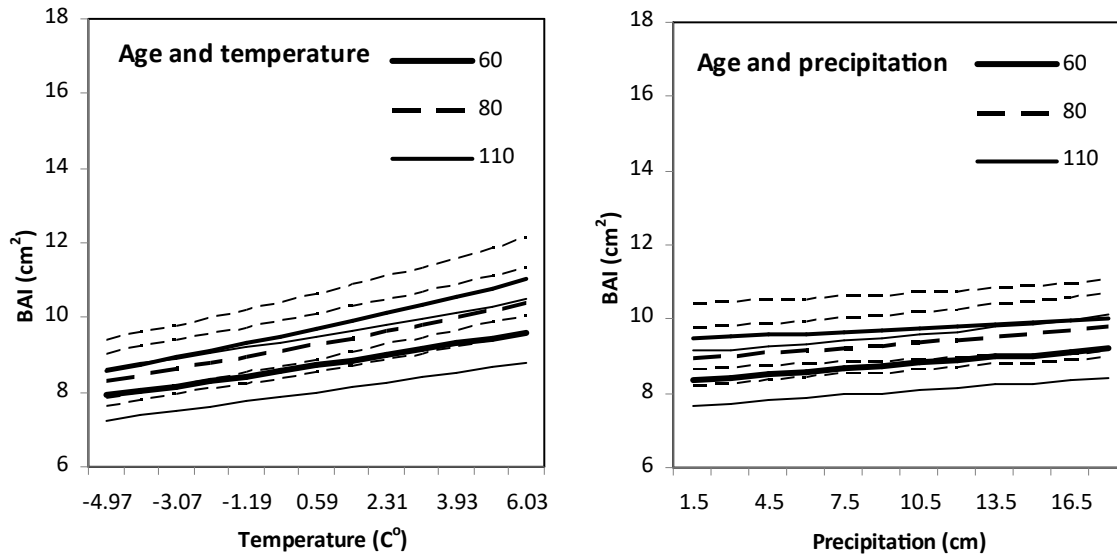 18
16
14
12
10
8
6
BAI (cm²)
Age and temperature
60
80
110
-4.97 -3.07 -1.19 0.59 2.31 3.93 6.03
Temperature (C⁰)
18
16
14
12
10
8
6
BAI (cm²)
Age and precipitation
60
80
110
1.5 4.5 7.5 10.5 13.5 16.5
Precipitation (cm)